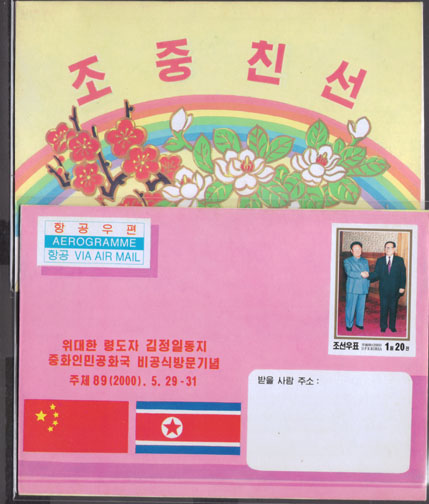 조중친선
항공우편
AEROGRAMME
항공 VIA AIR MAIL
조선우표 1원 20전
위대한 령도자 김정일동지
중화인민공화국 비공식방문기념
주체89(2000). 5. 29-31
받을 사람 주소: